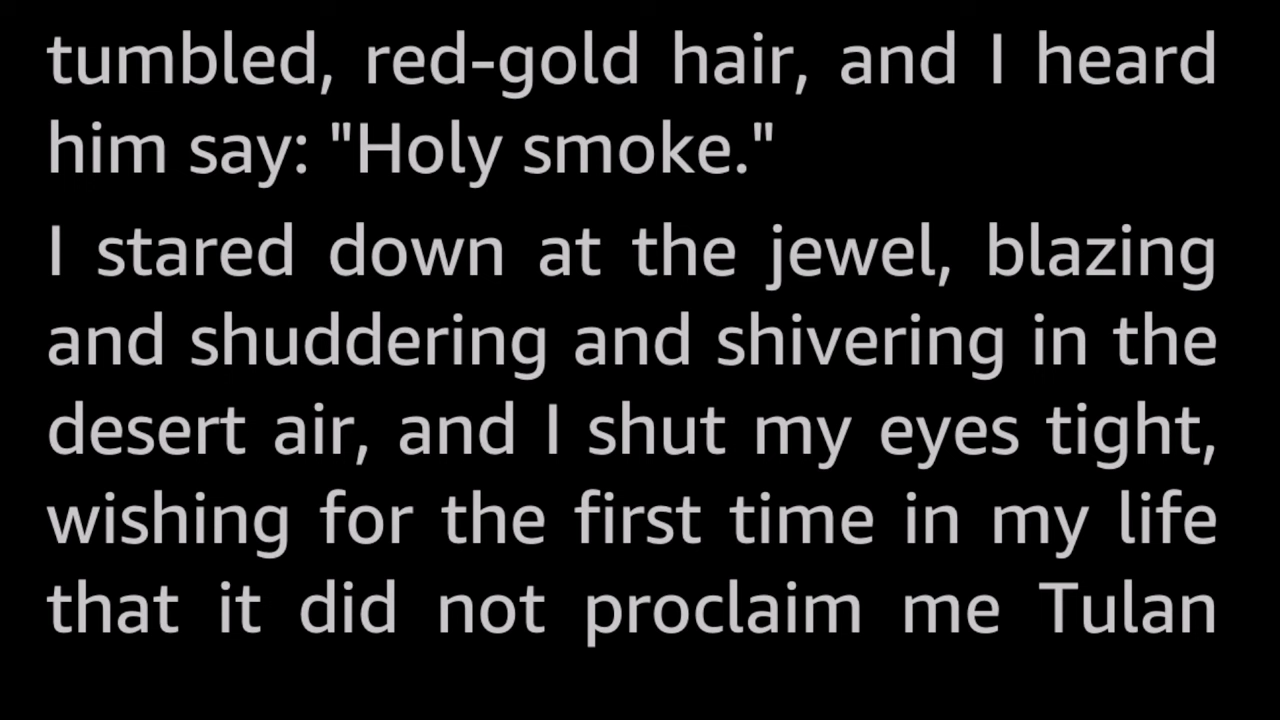 tumbled, red-gold hair, and I heard
him say: "Holy smoke."
I stared down at the jewel, blazing
and shuddering and shivering in the
desert air, and I shut my eyes tight,
wishing for the first time in my life
that it did not proclaim me Tulan